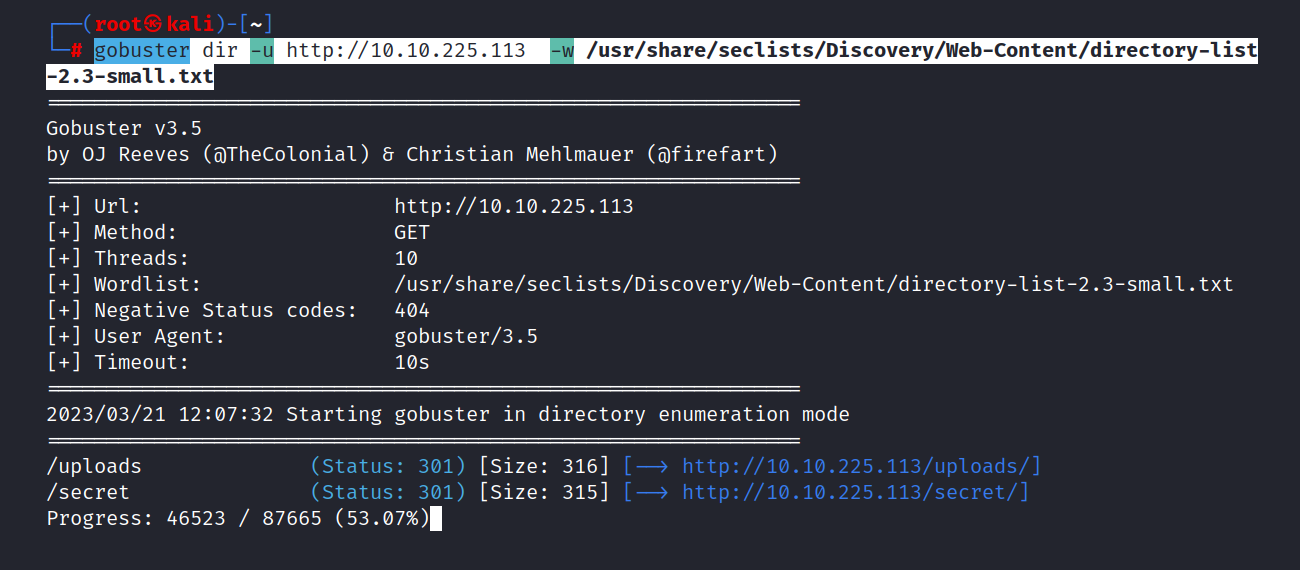 ┌──(root㉿kali)-[~]
└─# gobuster dir -u http://10.10.225.113  -w /usr/share/seclists/Discovery/Web-Content/directory-list
-2.3-small.txt
===============================================================
Gobuster v3.5
by OJ Reeves (@TheColonial) & Christian Mehlmauer (@firefart)
===============================================================
[+] Url:                     http://10.10.225.113
[+] Method:                  GET
[+] Threads:                 10
[+] Wordlist:                /usr/share/seclists/Discovery/Web-Content/directory-list-2.3-small.txt
[+] Negative Status codes:   404
[+] User Agent:              gobuster/3.5
[+] Timeout:                 10s
===============================================================
2023/03/21 12:07:32 Starting gobuster in directory enumeration mode
===============================================================
/uploads              (Status: 301) [Size: 316] [--> http://10.10.225.113/uploads/]
/secret               (Status: 301) [Size: 315] [--> http://10.10.225.113/secret/]
Progress: 46523 / 87665 (53.07%)